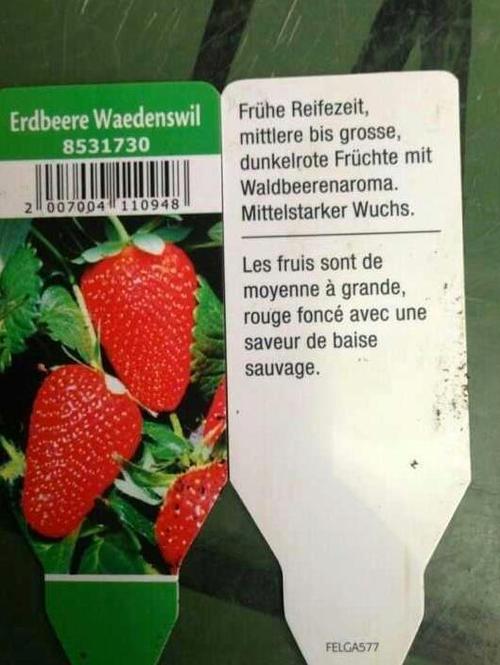 Erdbeere Waedenswil
8531730
2 007004 110948
Frühe Reifezeit,
mittlere bis grosse,
dunkelrote Früchte mit
Waldbeerenaroma.
Mittelstarker Wuchs.
Les fruis sont de
moyenne à grande,
rouge foncé avec une
saveur de baise
sauvage.
FELGA577